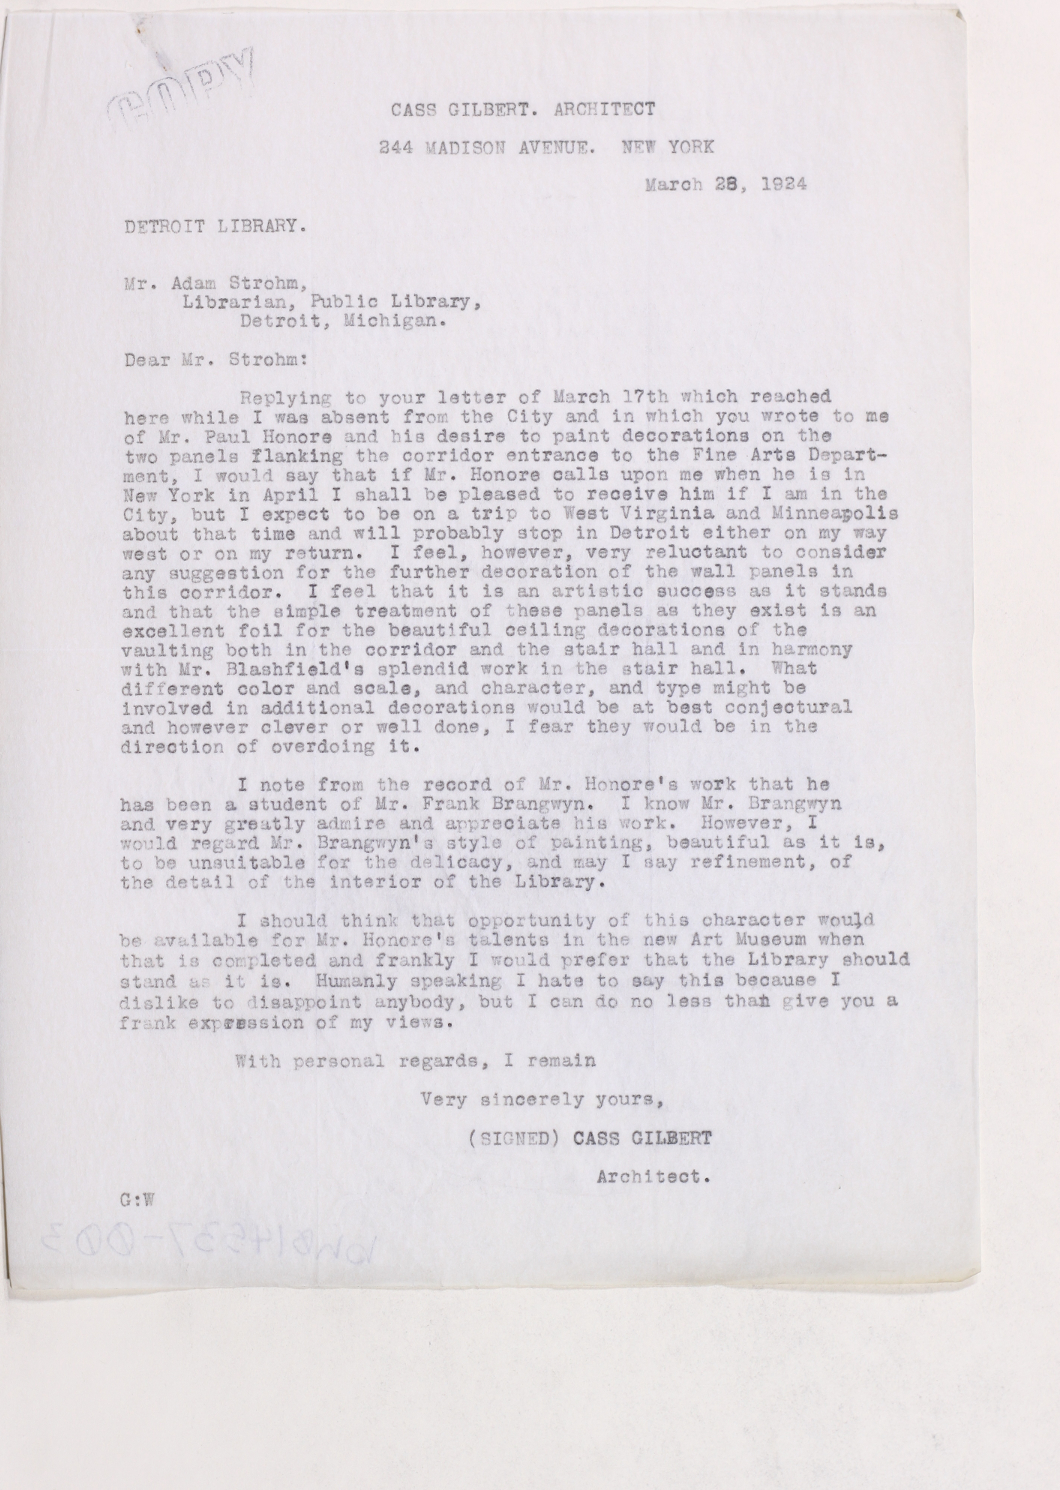 COPY
CASS GILBERT. ARCHITECT
244 MADISON AVENUE. NEW YORK
March 28, 1924
DETROIT LIBRARY.
Mr. Adam Strohm,
Librarian, Public Library,
Detroit, Michigan.
Dear Mr. Strohm:
Replying to your letter of March 17th which reached
here while I was absent from the City and in which you wrote to me
of Mr. Paul Honore and his desire to paint decorations on the
two panels flanking the corridor entrance to the Fine Arts Depart-
ment, I would say that if Mr. Honore calls upon me when he is in
New York in April I shall be pleased to receive him if I am in the
City, but I expect to be on a trip to West Virginia and Minneapolis
about that time and will probably stop in Detroit either on my way
west or on my return. I feel, however, very reluctant to consider
any suggestion for the further decoration of the wall panels in
this corridor. I feel that it is an artistic success as it stands
and that the simple treatment of these panels as they exist is an
excellent foil for the beautiful ceiling decorations of the
vaulting both in the corridor and the stair hall and in harmony
with Mr. Blashfield's splendid work in the stair hall. What
different color and scale, and character, and type might be
involved in additional decorations would be at best conjectural
and however clever or well done, I fear they would be in the
direction of overdoing it.
I note from the record of Mr. Honore's work that he
has been a student of Mr. Frank Brangwyn. I know Mr. Brangwyn
and very greatly admire and appreciate his work. However, I
would regard Mr. Brangwyn's style of painting, beautiful as it is,
to be unsuitable for the delicacy, and may I say refinement, of
the detail of the interior of the Library.
I should think that opportunity of this character would
be available for Mr. Honore's talents in the new Art Museum when
that is completed and frankly I would prefer that the Library should
stand as it is. Humanly speaking I hate to say this because I
dislike to disappoint anybody, but I can do no less than give you a
frank expression of my views.
With personal regards, I remain
Very sincerely yours,
(SIGNED) CASS GILBERT
Architect.
G:W